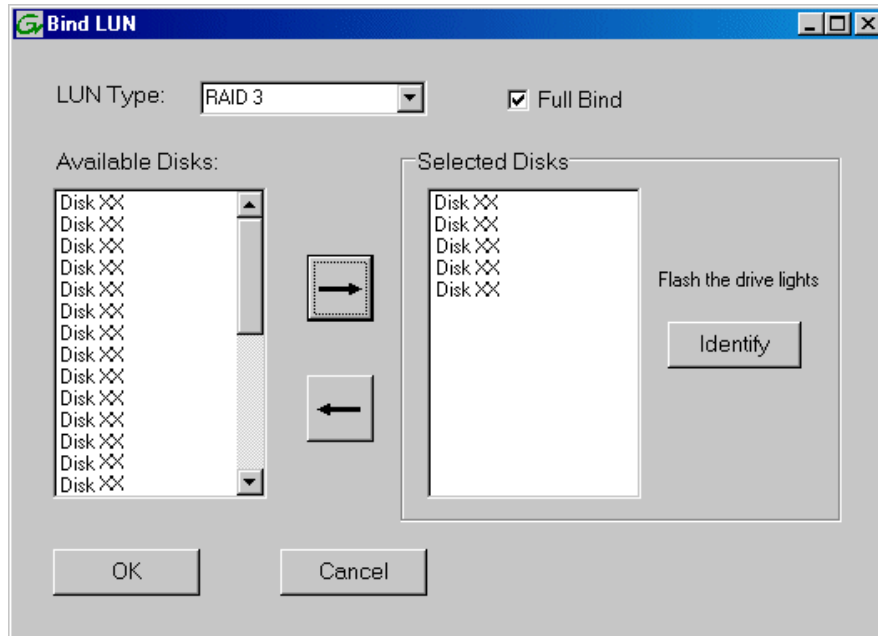 Bind LUN
LUN Type:
RAID 3
Full Bind
Available Disks:
Disk XX
Disk XX
Disk XX
Disk XX
Disk XX
Disk XX
Disk XX
Disk XX
Disk XX
Disk XX
Disk XX
Disk XX
Disk XX
Disk XX
Selected Disks
Disk XX
Disk XX
Disk XX
Disk XX
Disk XX
Flash the drive lights
Identify
OK
Cancel